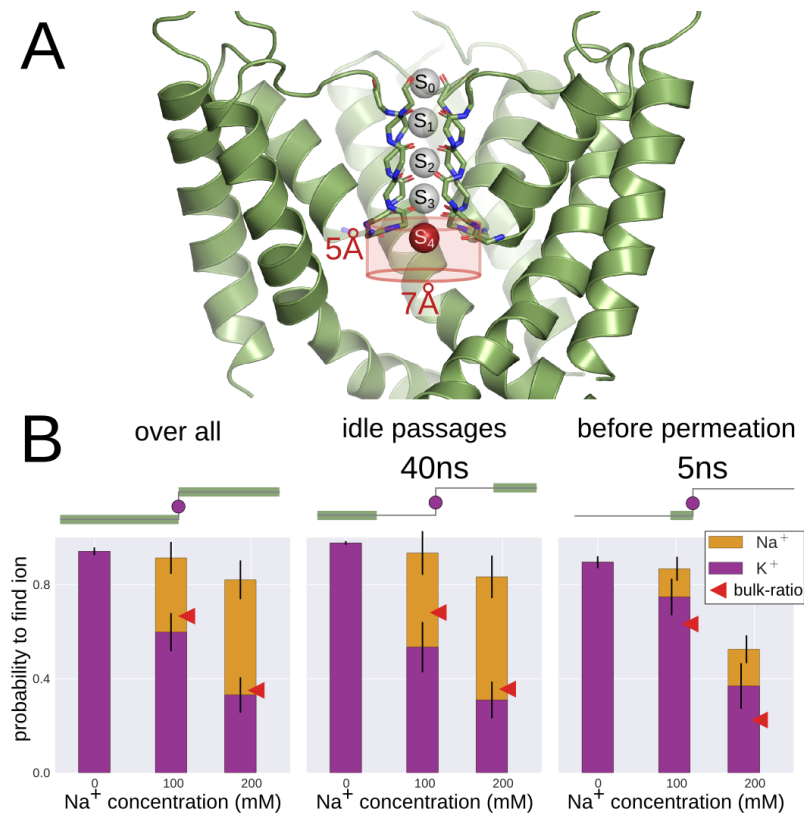 A
S0
S1
S2
S3
S4
5Å
7Å
B
over all
idle passages
before permeation
40ns
5ns
Na+
K+
bulk-ratio
probability to find ion
0.8
0.4
0.0
0 100 200
0 100 200
0 100 200
Na+ concentration (mM)
Na+ concentration (mM)
Na+ concentration (mM)